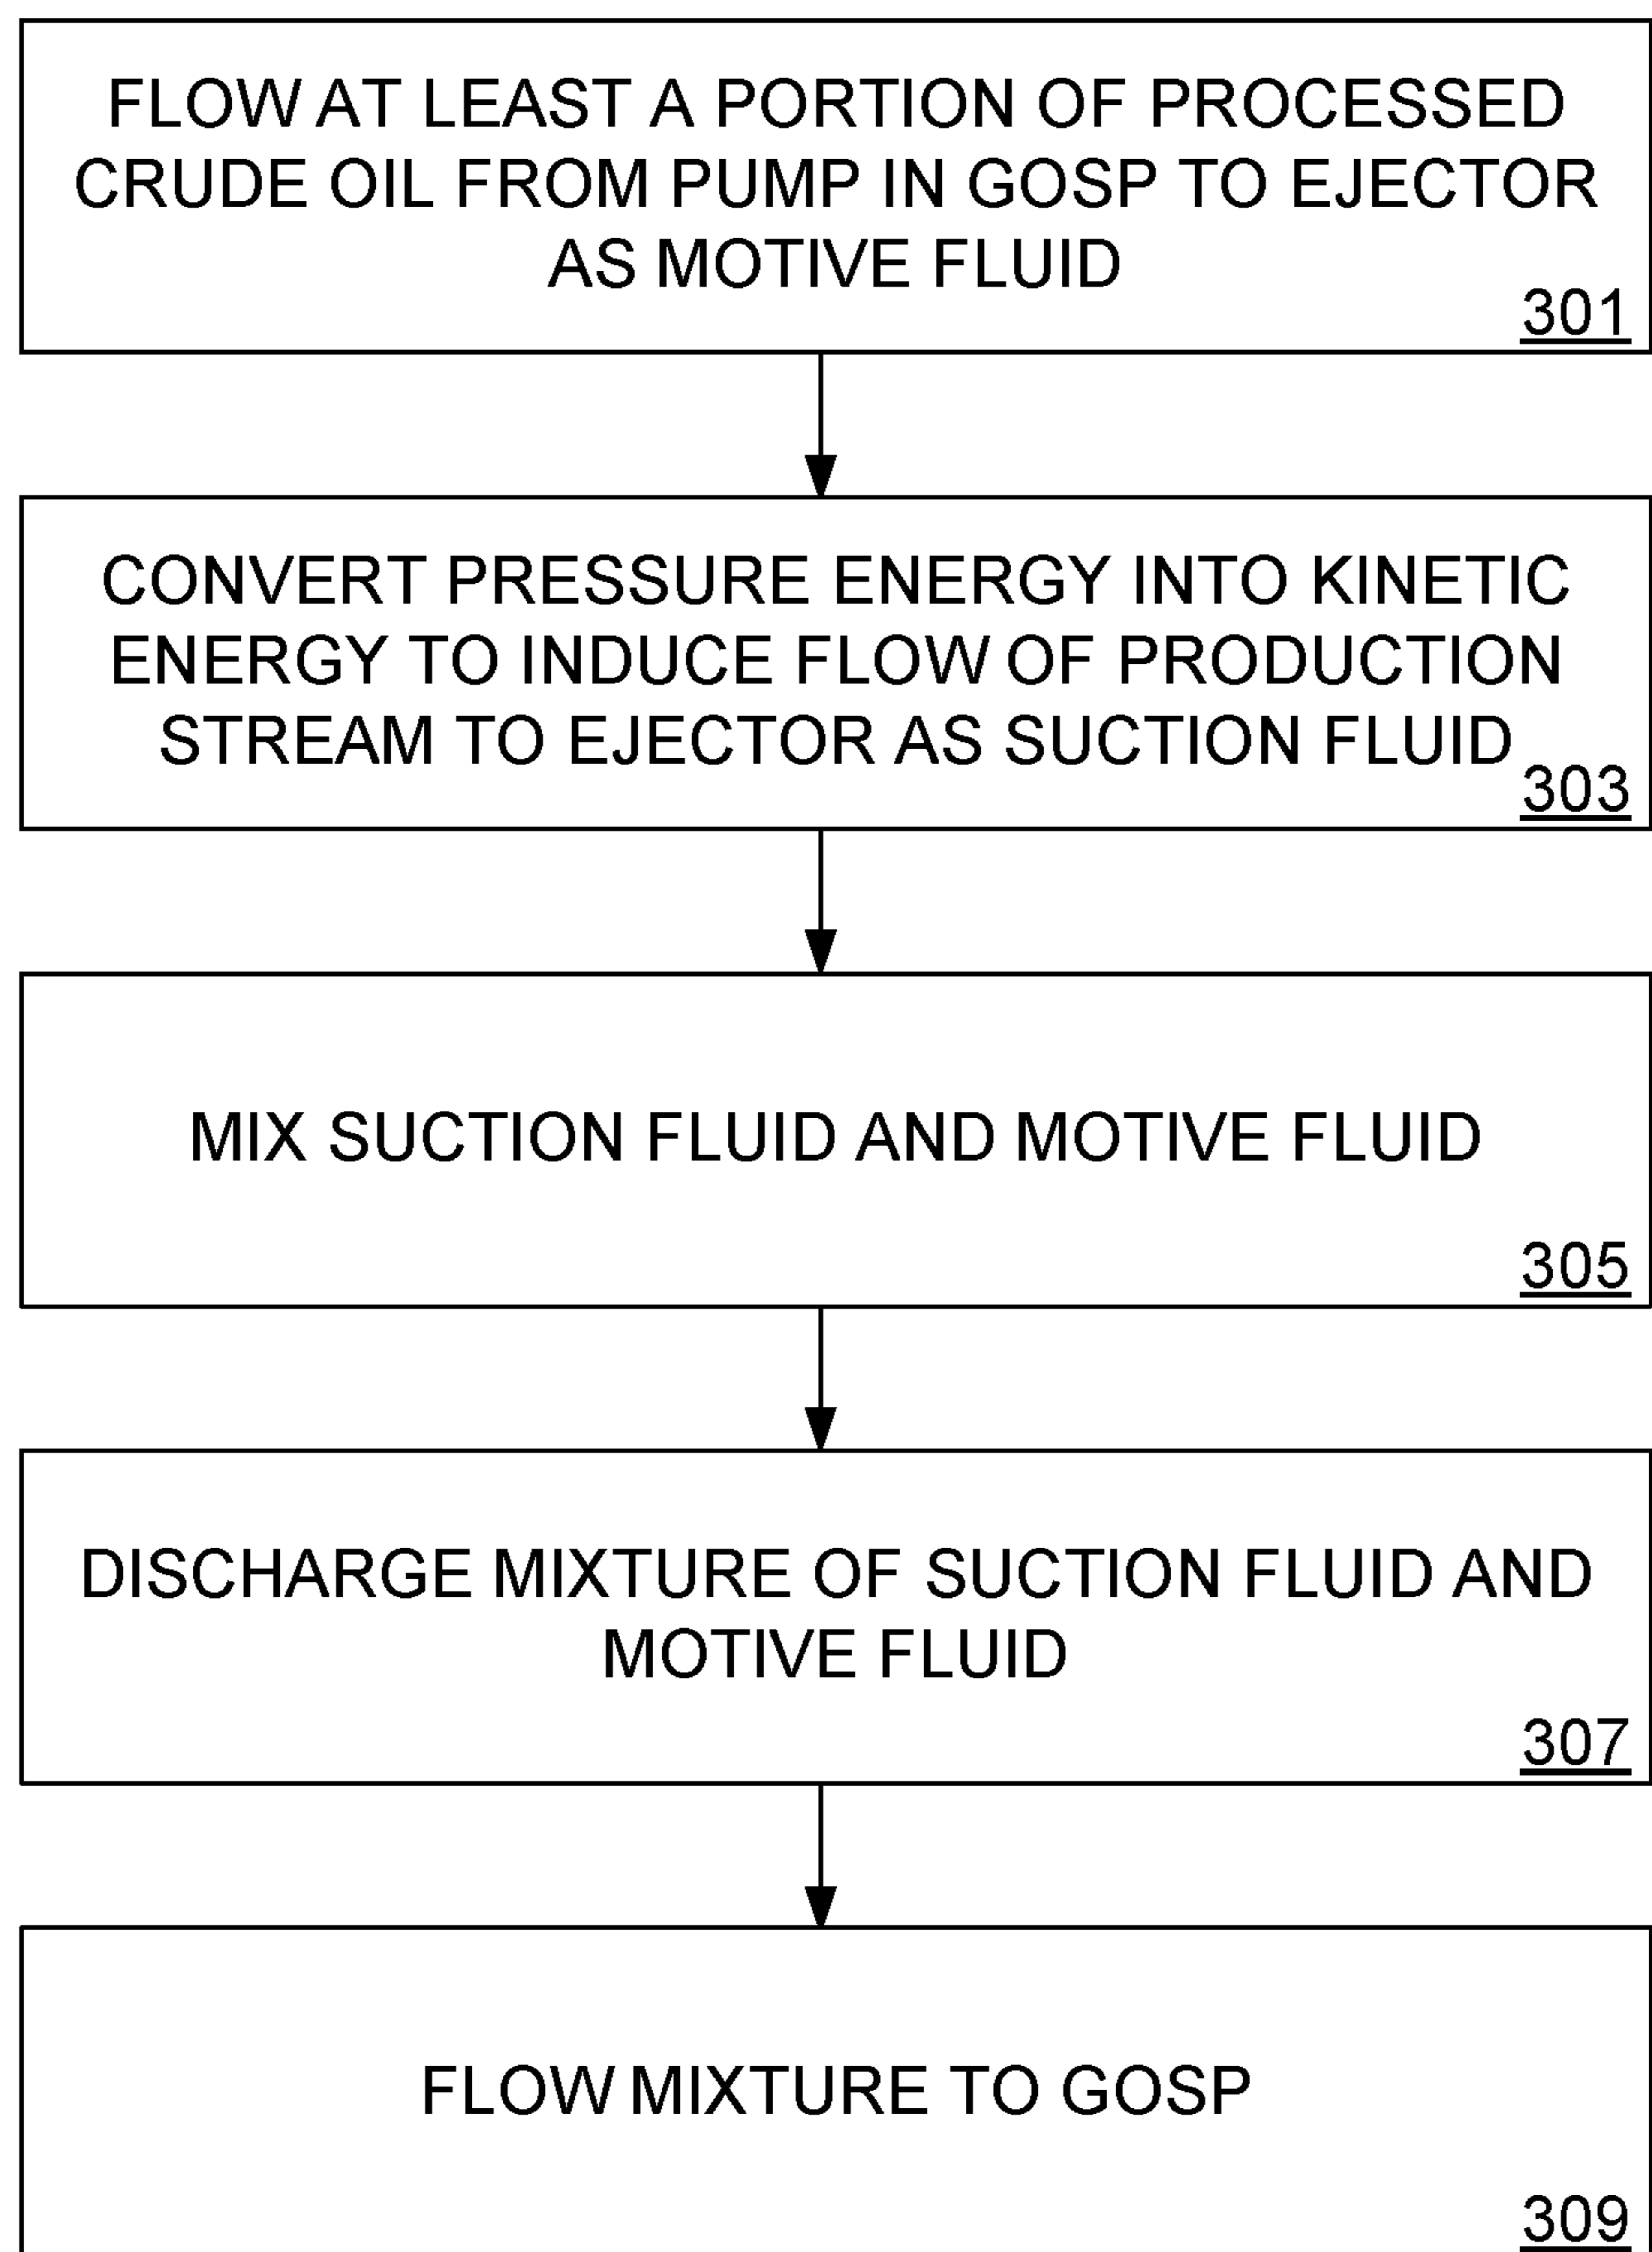 FLOW AT LEAST A PORTION OF PROCESSED
CRUDE OIL FROM PUMP IN GOSP TO EJECTOR
AS MOTIVE FLUID
301
CONVERT PRESSURE ENERGY INTO KINETIC
ENERGY TO INDUCE FLOW OF PRODUCTION
STREAM TO EJECTOR AS SUCTION FLUID
303
MIX SUCTION FLUID AND MOTIVE FLUID
305
DISCHARGE MIXTURE OF SUCTION FLUID AND
MOTIVE FLUID
307
FLOW MIXTURE TO GOSP
309